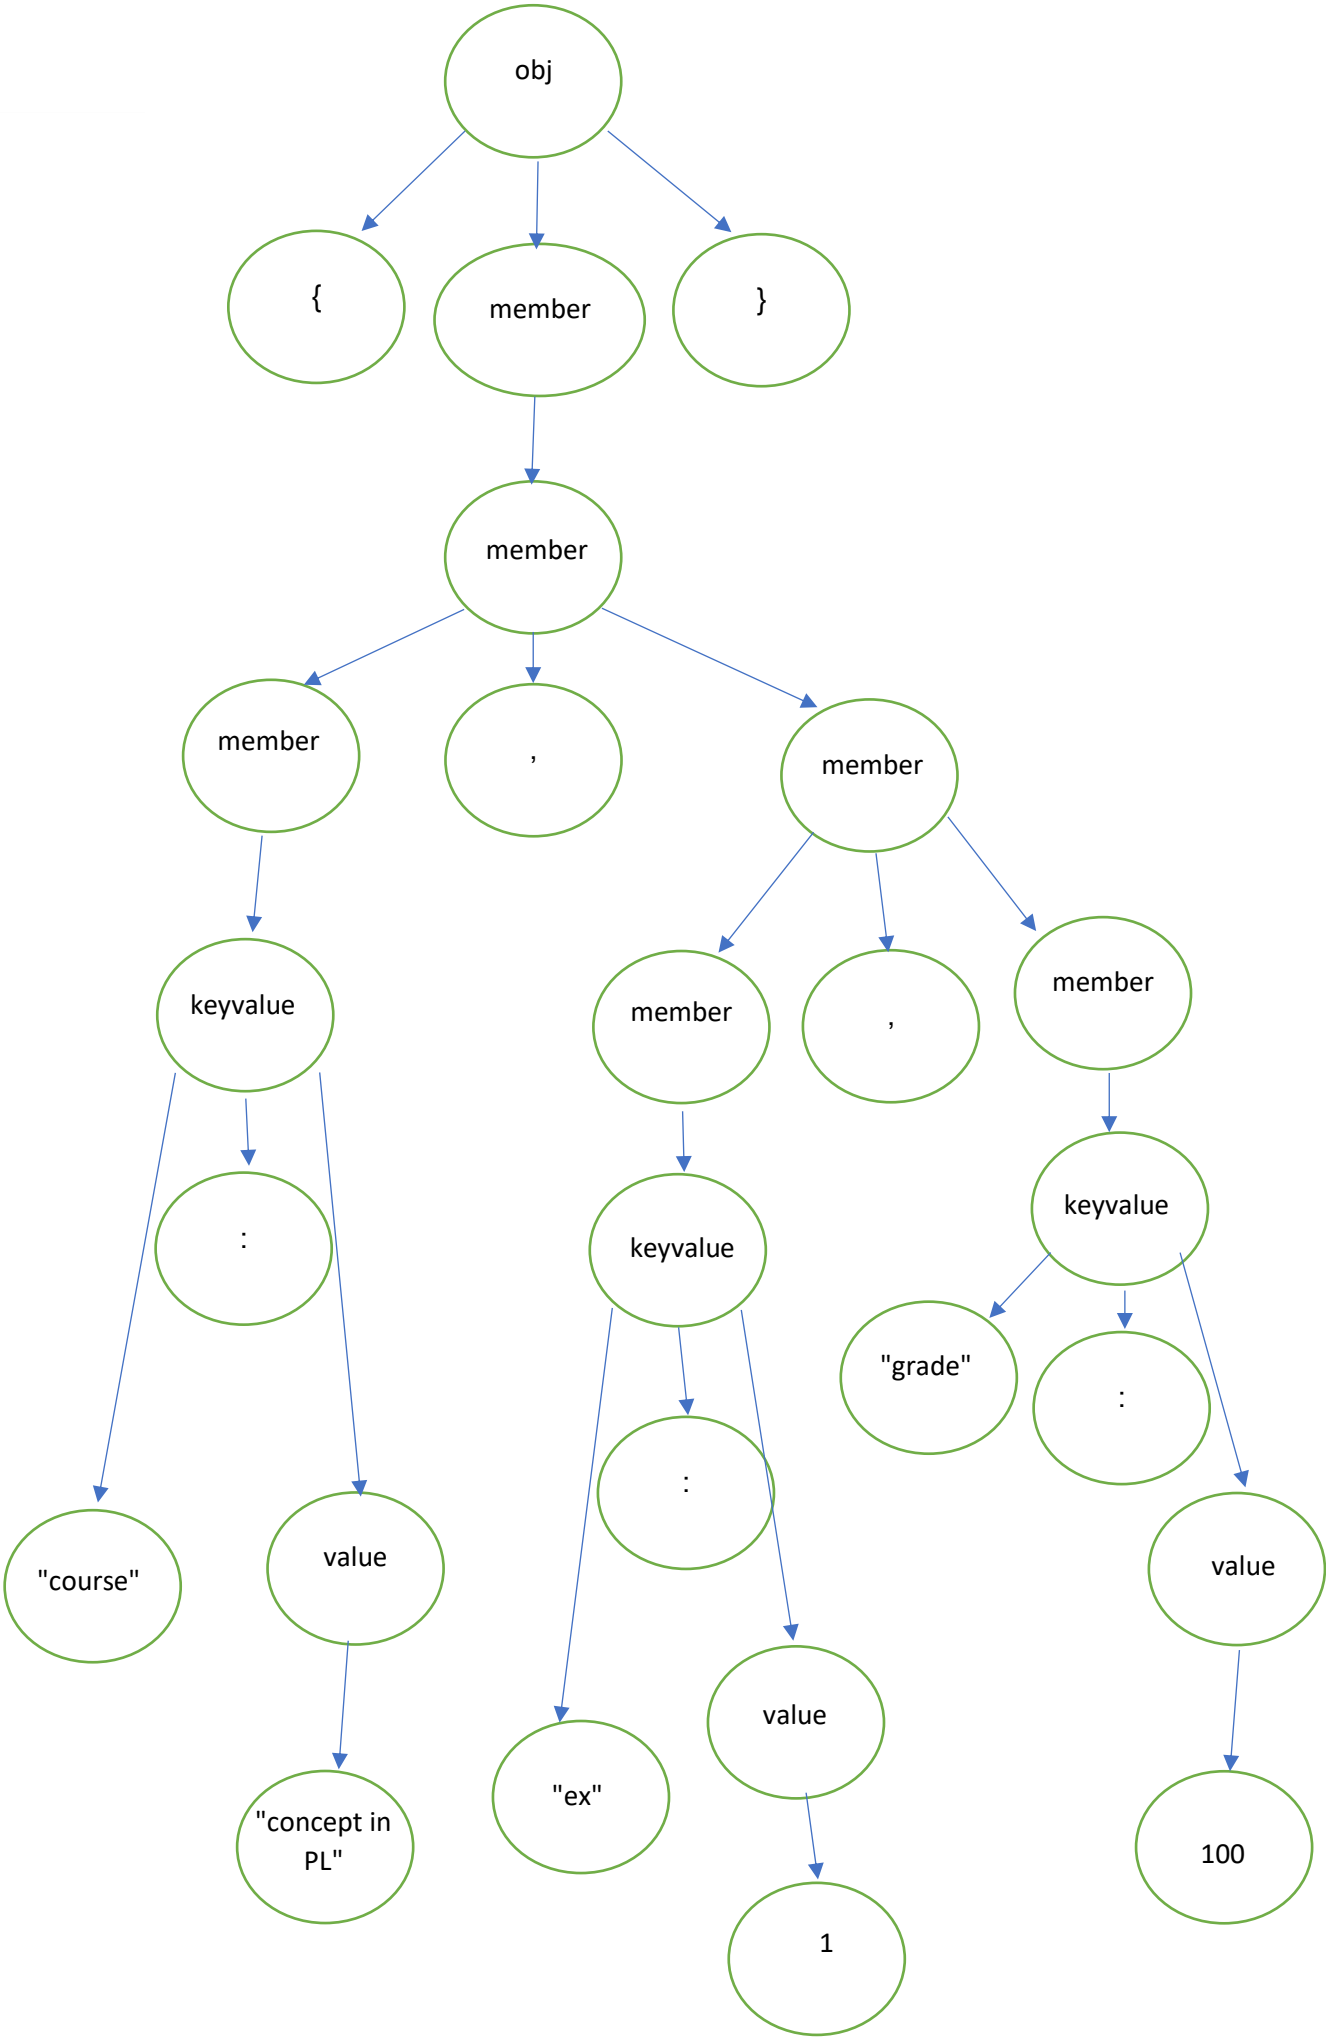 obj
{
member
}
member
member
,
member
member
,
member
keyvalue
:
"course"
value
"concept in
PL"
keyvalue
:
"ex"
value
1
keyvalue
"grade"
:
value
100